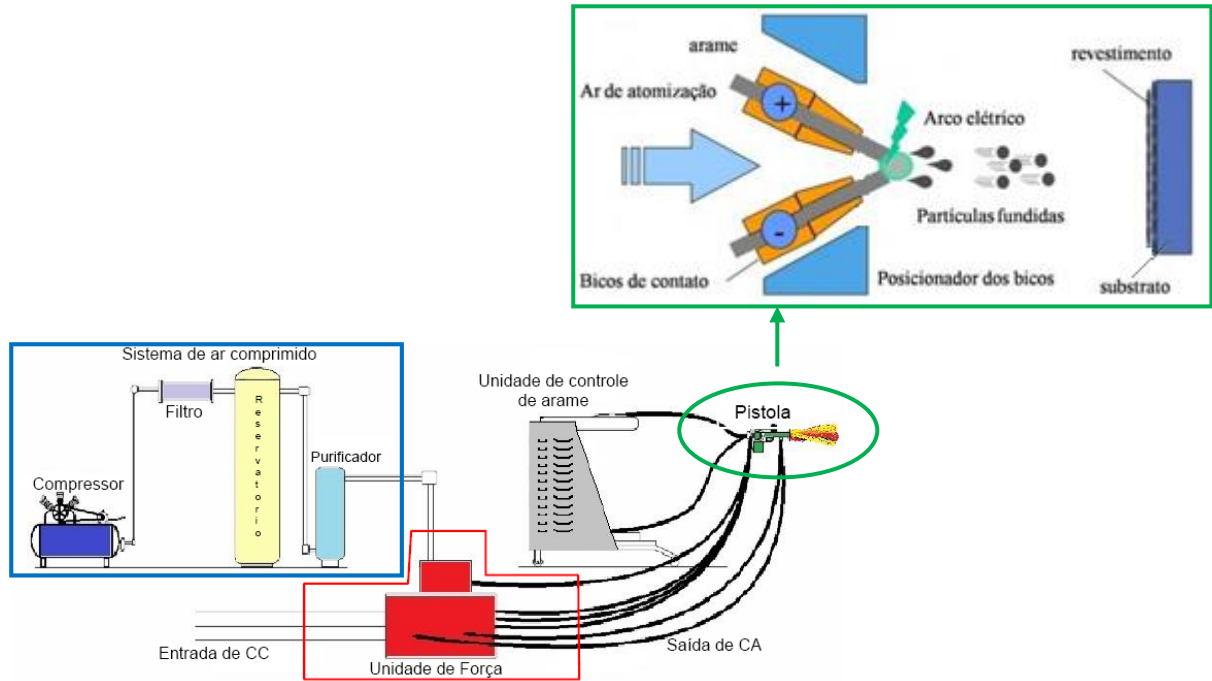 arame
Ar de atomização
+
-
Bicos de contato
Arco elétrico
Partículas fundidas
Posicionador dos bicos
revestimento
substrato
Sistema de ar comprimido
Filtro
Reservatorio
Purificador
Compressor
Unidade de controle
de arame
Pistola
Entrada de CC
Unidade de Força
Saída de CA